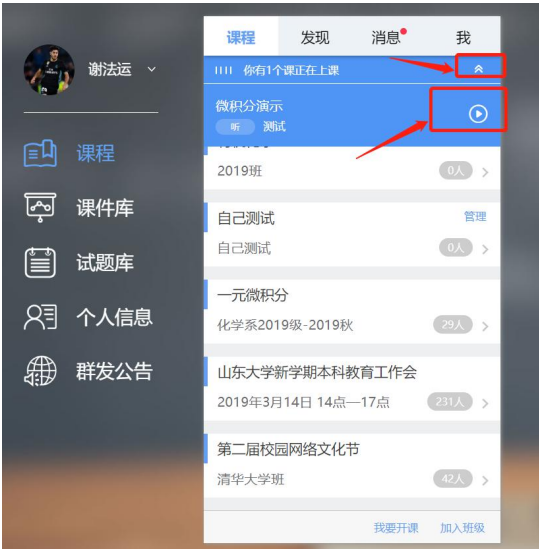 谢法运
课程
课件库
试题库
个人信息
群发公告
课程 发现 消息 我
你有1个课正在上课
微积分演示
听 测试
2019班 0人
自己测试 管理
自己测试 0人
一元微积分
化学系2019级-2019秋 29人
山东大学新学期本科教育工作会
2019年3月14日 14点—17点 231人
第二届校园网络文化节
清华大学班 42人
我要开课 加入班级